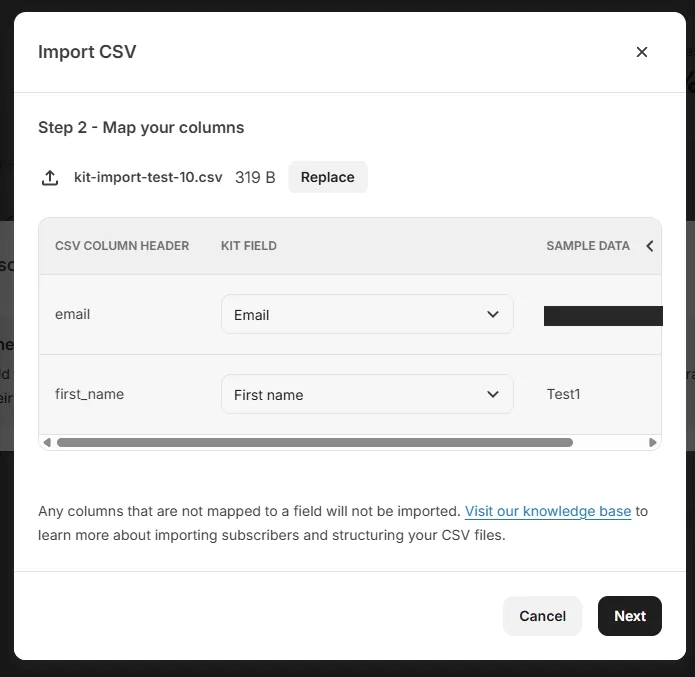 Import CSV
Step 2 - Map your columns
kit-import-test-10.csv 319 B Replace
CSV COLUMN HEADER KIT FIELD SAMPLE DATA
email Email
first_name First name Test1
Any columns that are not mapped to a field will not be imported. Visit our knowledge base to
learn more about importing subscribers and structuring your CSV files.
Cancel Next